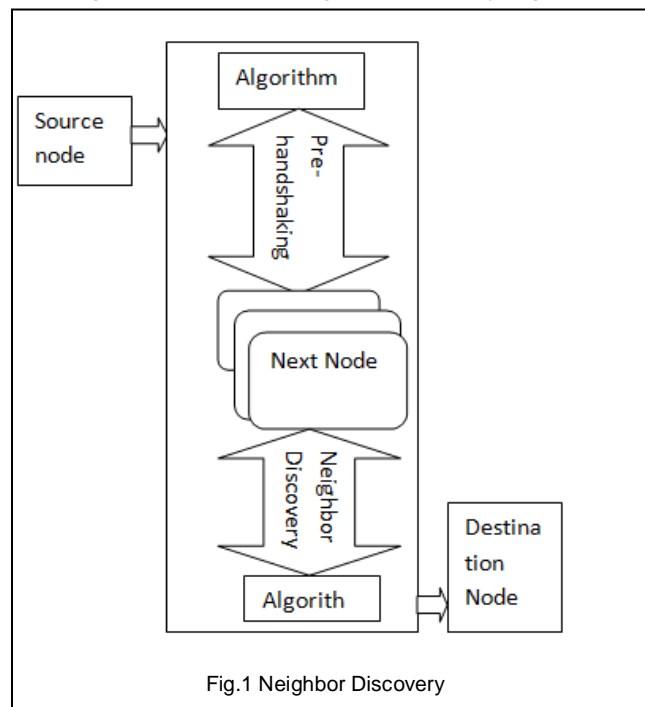 Algorithm
Source
node
Pre-
handshaking
Next Node
Neighbor
Discovery
Destina
tion
Node
Algorith
Fig.1 Neighbor Discovery